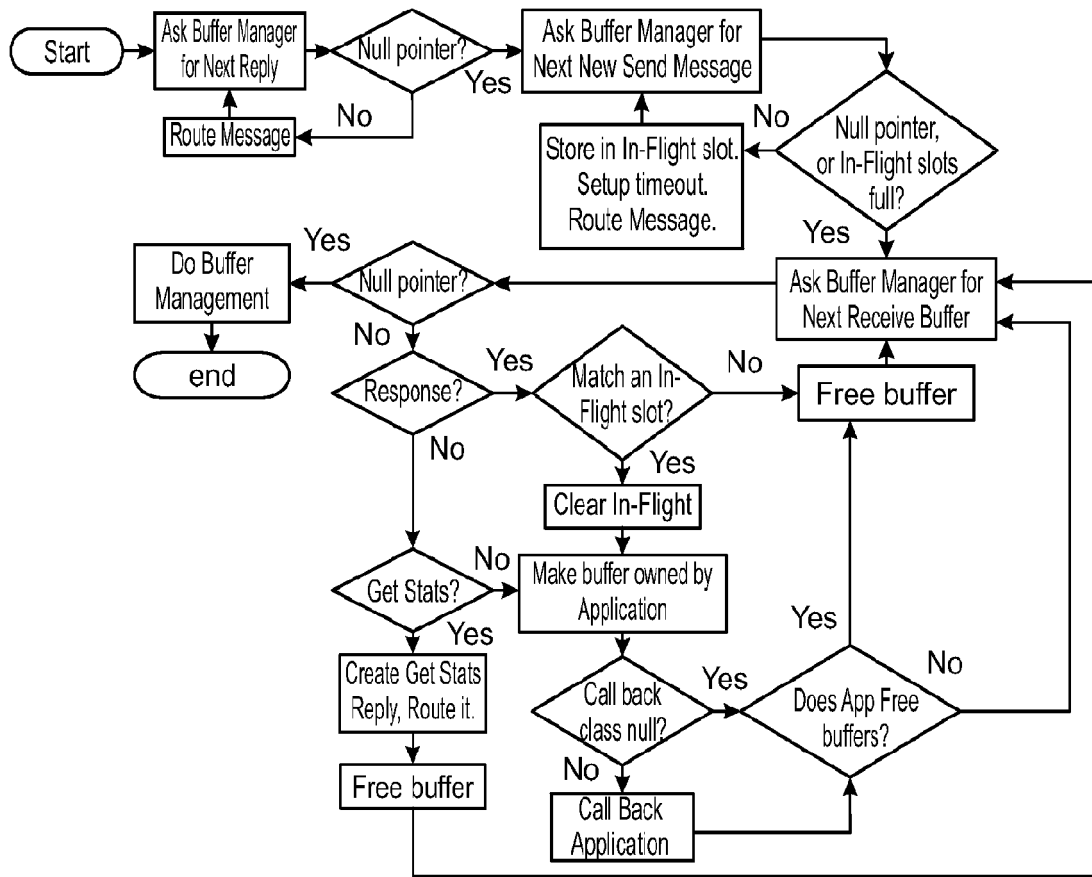 Start
Ask Buffer Manager
for Next Reply
Null pointer?
Yes
No
Route Message
Ask Buffer Manager for
Next New Send Message
Null pointer,
or In-Flight slots
full?
No
Yes
Store in In-Flight slot.
Setup timeout.
Route Message.
Ask Buffer Manager for
Next Receive Buffer
Null pointer?
Yes
No
Do Buffer
Management
end
Response?
Yes
No
Match an In-
Flight slot?
No
Yes
Free buffer
Clear In-Flight
Get Stats?
No
Yes
Make buffer owned by
Application
Create Get Stats
Reply, Route it.
Free buffer
Call back
class null?
Yes
No
Call Back
Application
Does App Free
buffers?
Yes
No